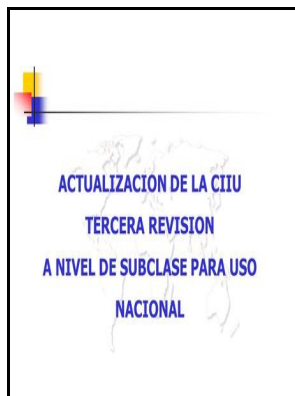 ACTUALIZACION DE LA CIIU
TERCERA REVISION
A NIVEL DE SUBCLASE PARA USO
NACIONAL